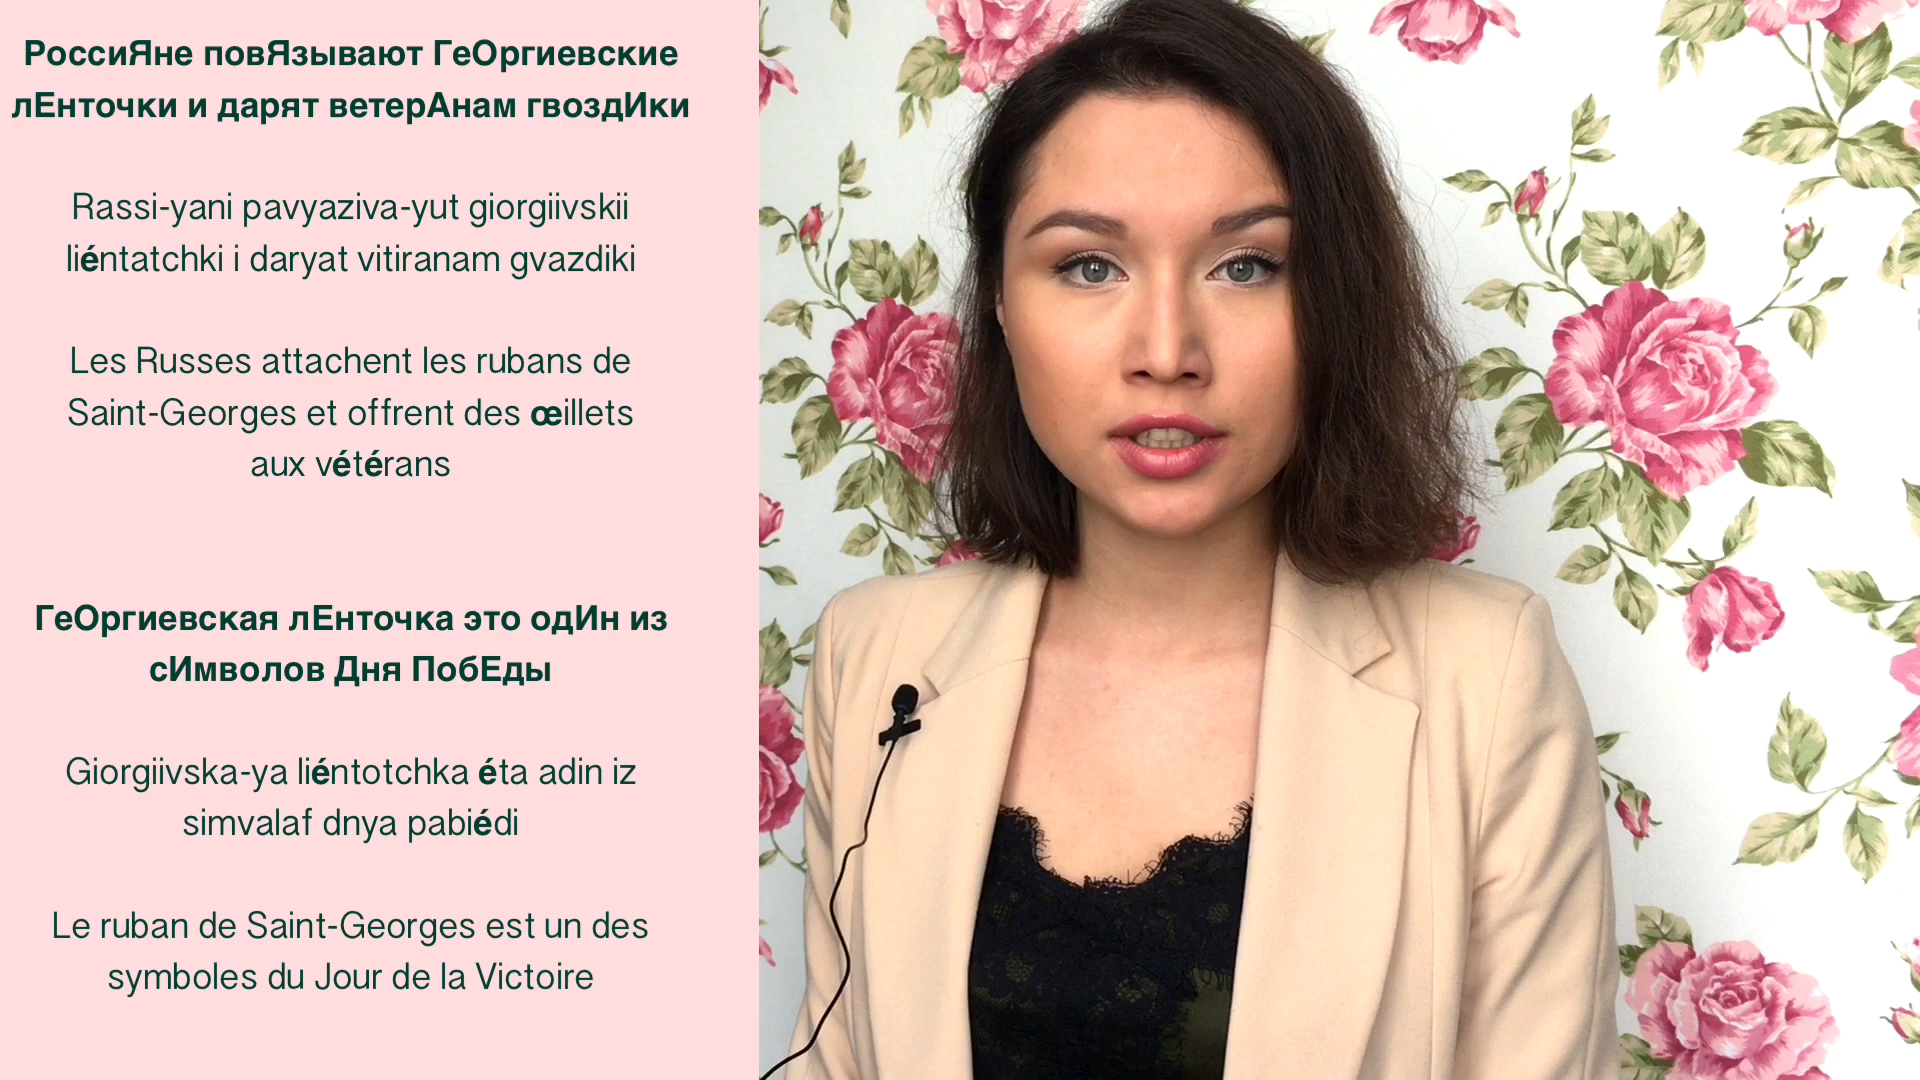 РоссиЯне повЯзывают ГеОргиевские
лЕнточки и дарят ветерАнам гвоздИки
Rassi-yani pavyaziva-yut giorgiivskii
liéntatchki i daryat vitiranam gvazdiki
Les Russes attachent les rubans de
Saint-Georges et offrent des œillets
aux vétérans
ГеОргиевская лЕнточка это одИн из
сИмволов Дня ПобЕды
Giorgiivska-ya liéntotchka éta adin iz
simvalaf dnya pabiédi
Le ruban de Saint-Georges est un des
symboles du Jour de la Victoire